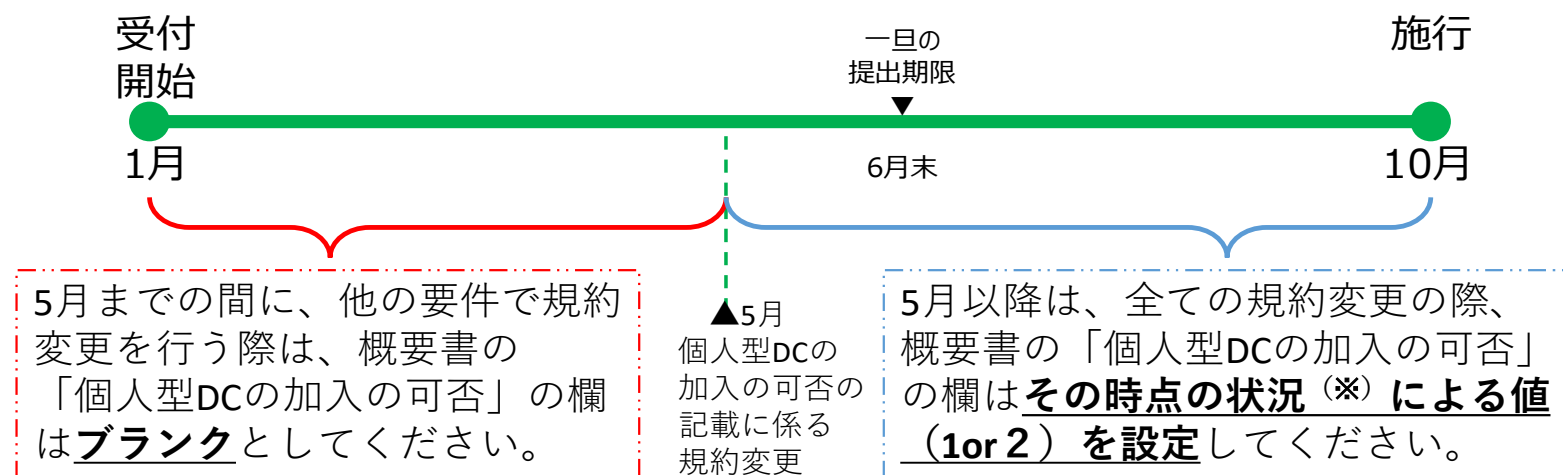 受付
開始
一旦の
提出期限
▼
施行
1月
6月末
10月
5月までの間に、他の要件で規約
変更を行う際は、概要書の
「個人型DCの加入の可否」の欄
はブランクとしてください。
▲5月
個人型DCの
加入の可否の
記載に係る
規約変更
5月以降は、全ての規約変更の際、
概要書の「個人型DCの加入の可否」
の欄はその時点の状況（※）による値
（1or２）を設定してください。